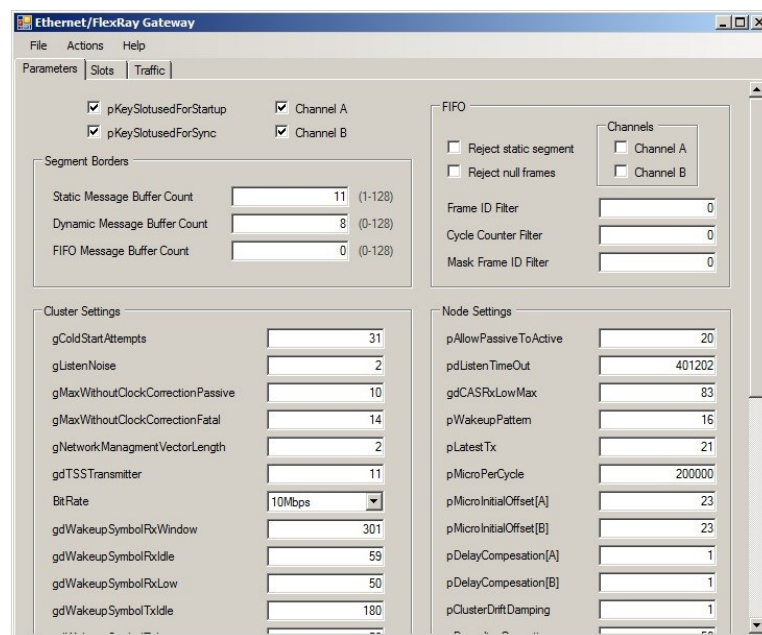 Ethernet/FlexRay Gateway
File Actions Help
Parameters Slots Traffic
pKeySlotusedForStartup Channel A
pKeySlotusedForSync Channel B
Segment Borders
Static Message Buffer Count 11 (1-128)
Dynamic Message Buffer Count 8 (0-128)
FIFO Message Buffer Count 0 (0-128)
FIFO
Channels
Reject static segment Channel A
Reject null frames Channel B
Frame ID Filter 0
Cycle Counter Filter 0
Mask Frame ID Filter 0
Cluster Settings
gColdStartAttempts 31
gListenNoise 2
gMaxWithoutClockCorrectionPassive 10
gMaxWithoutClockCorrectionFatal 14
gNetworkManagmentVectorLength 2
gdTSSTransmitter 11
BitRate 10Mbps
gdWakeupSymbolRxWindow 301
gdWakeupSymbolRxIdle 59
gdWakeupSymbolRxLow 50
gdWakeupSymbolTxIdle 180
Node Settings
pAllowPassiveToActive 20
pdListenTimeOut 401202
gdCASRxLowMax 83
pWakeupPattern 16
pLatestTx 21
pMicroPerCycle 200000
pMicroInitialOffset[A] 23
pMicroInitialOffset[B] 23
pDelayCompesation[A] 1
pDelayCompesation[B] 1
pClusterDriftDamping 1